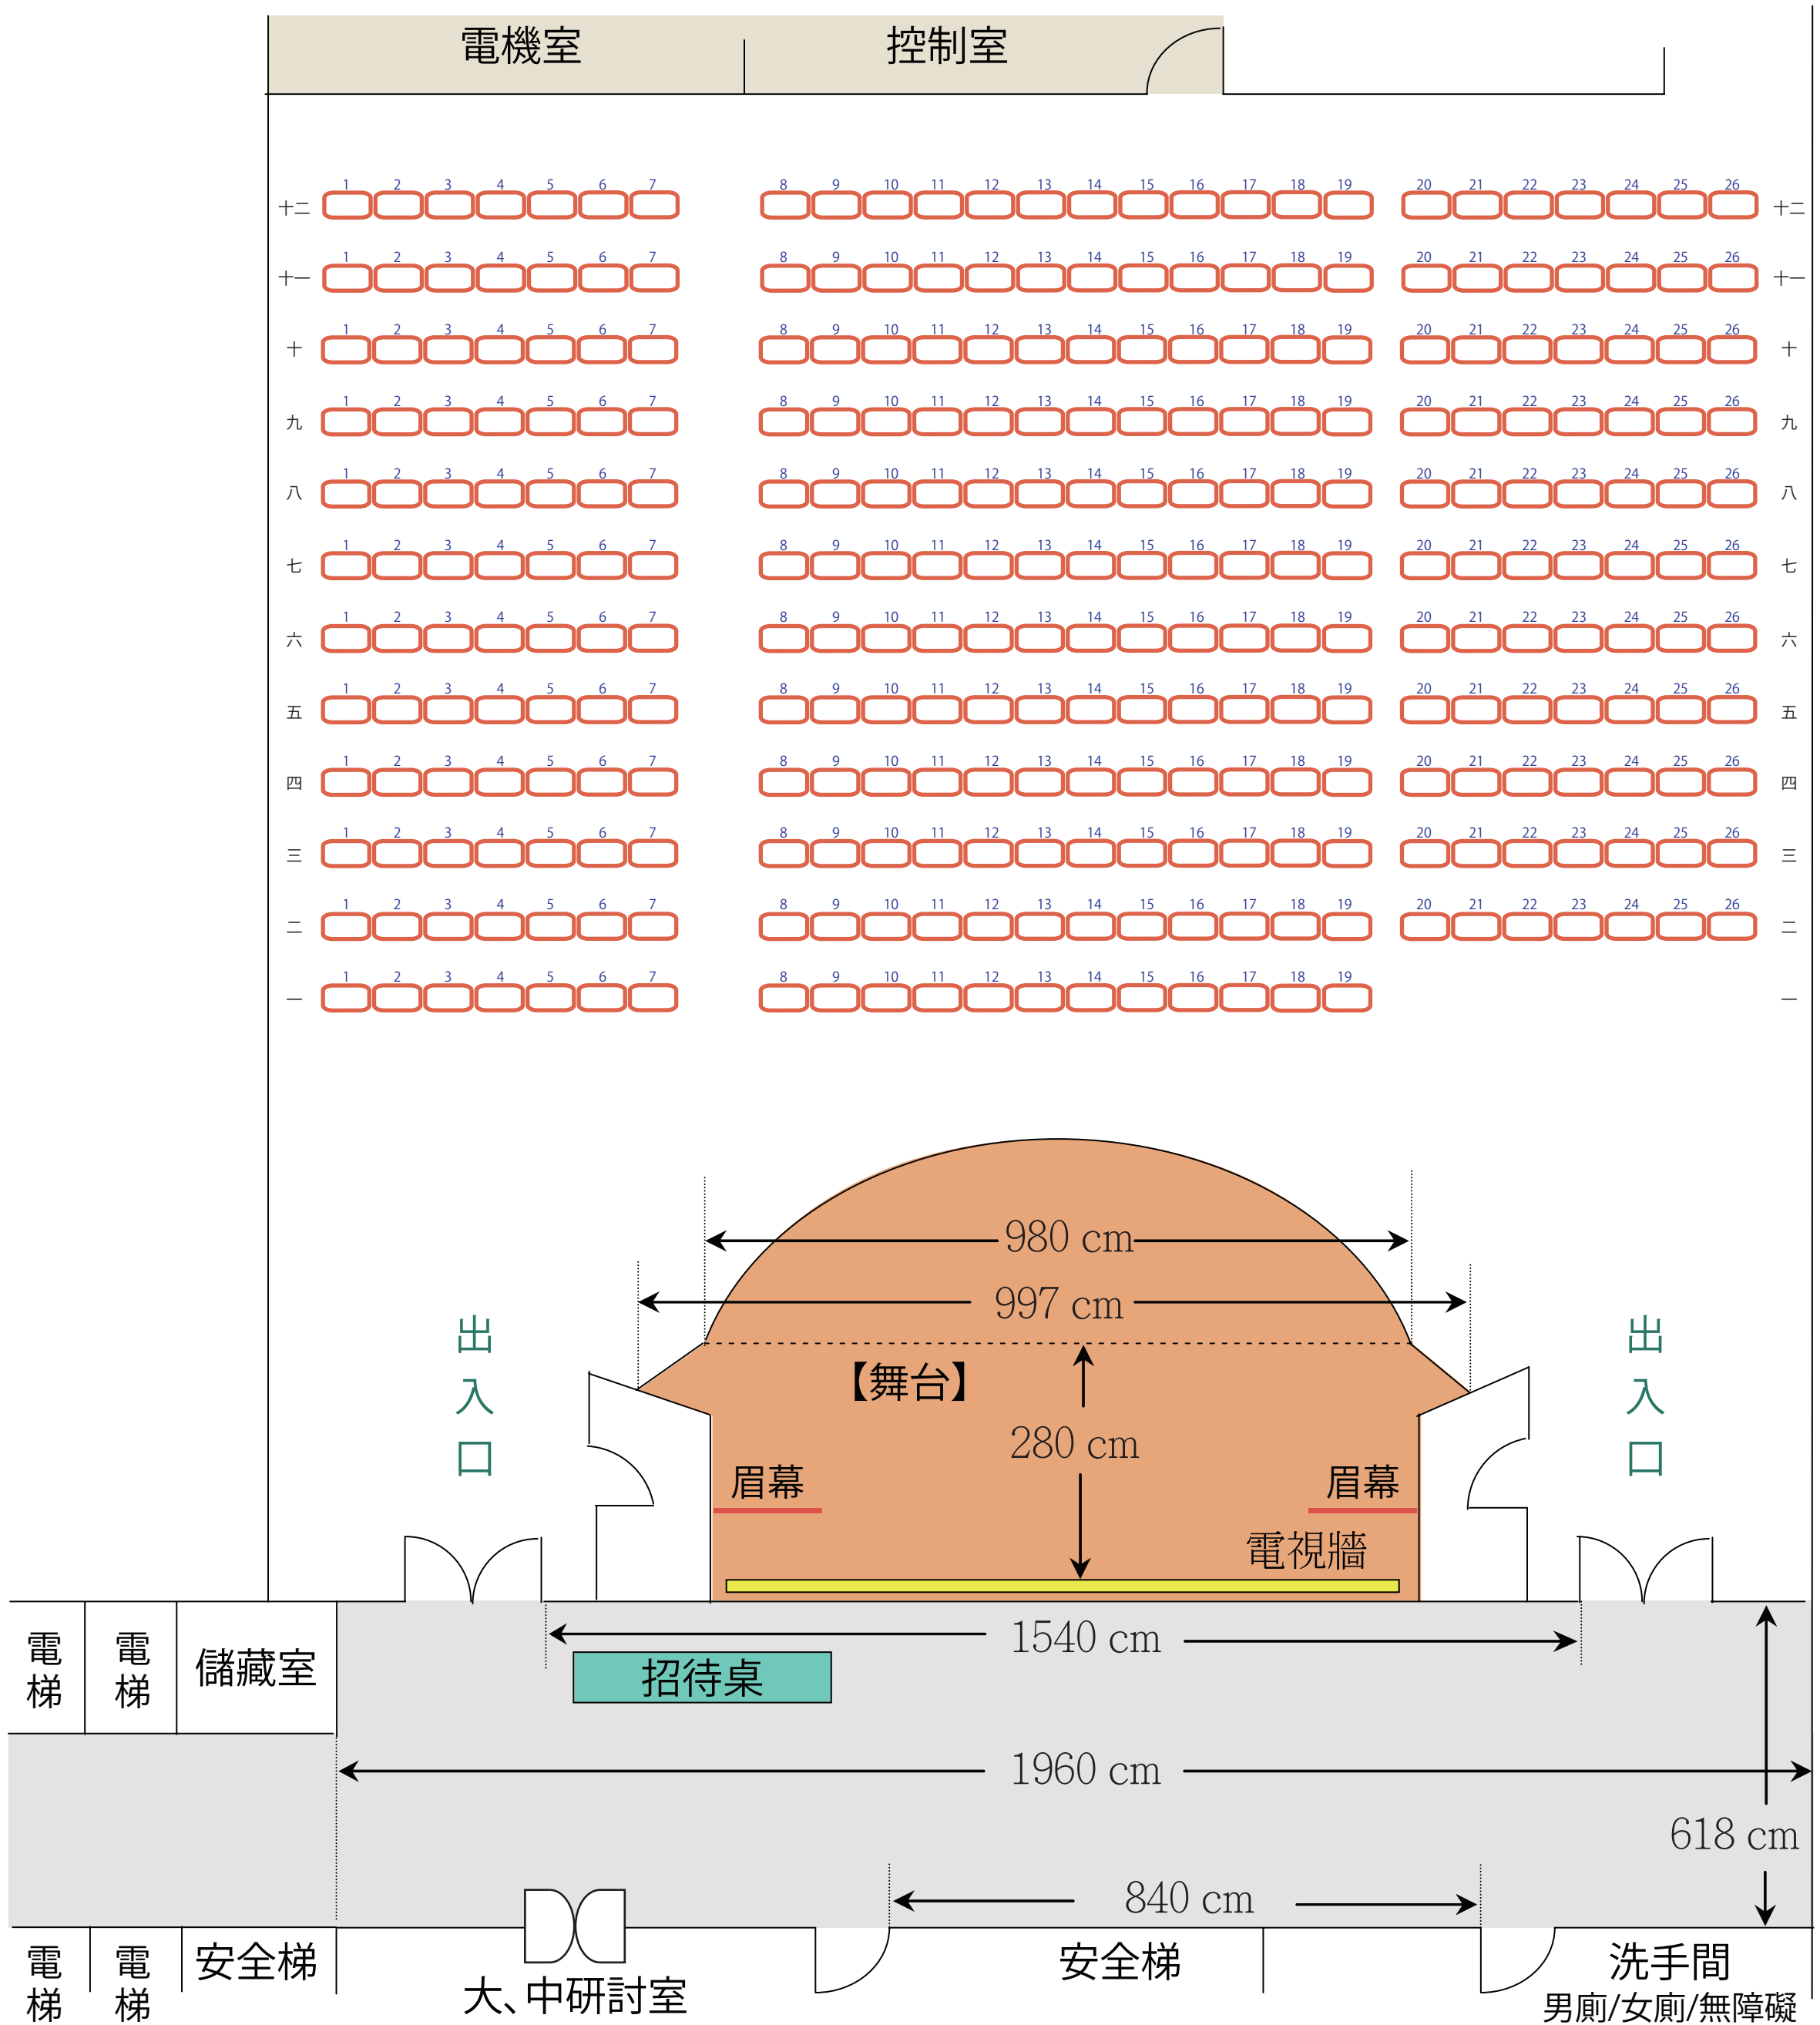 電機室 控制室
1 2 3 4 5 6 7 8 9 10 11 12 13 14 15 16 17 18 19 20 21 22 23 24 25 26
十二 十二
1 2 3 4 5 6 7 8 9 10 11 12 13 14 15 16 17 18 19 20 21 22 23 24 25 26
十一 十一
1 2 3 4 5 6 7 8 9 10 11 12 13 14 15 16 17 18 19 20 21 22 23 24 25 26
十 十
1 2 3 4 5 6 7 8 9 10 11 12 13 14 15 16 17 18 19 20 21 22 23 24 25 26
九 九
1 2 3 4 5 6 7 8 9 10 11 12 13 14 15 16 17 18 19 20 21 22 23 24 25 26
八 八
1 2 3 4 5 6 7 8 9 10 11 12 13 14 15 16 17 18 19 20 21 22 23 24 25 26
七 七
1 2 3 4 5 6 7 8 9 10 11 12 13 14 15 16 17 18 19 20 21 22 23 24 25 26
六 六
1 2 3 4 5 6 7 8 9 10 11 12 13 14 15 16 17 18 19 20 21 22 23 24 25 26
五 五
1 2 3 4 5 6 7 8 9 10 11 12 13 14 15 16 17 18 19 20 21 22 23 24 25 26
四 四
1 2 3 4 5 6 7 8 9 10 11 12 13 14 15 16 17 18 19 20 21 22 23 24 25 26
三 三
1 2 3 4 5 6 7 8 9 10 11 12 13 14 15 16 17 18 19 20 21 22 23 24 25 26
二 二
1 2 3 4 5 6 7 8 9 10 11 12 13 14 15 16 17 18 19
一 一
980 cm
997 cm
出入口
【舞台】
出入口
280 cm
眉幕
眉幕
電視牆
電梯
電梯
儲藏室
1540 cm
招待桌
1960 cm
618 cm
840 cm
電梯
電梯
安全梯
大、中研討室
安全梯
洗手間
男廁/女廁/無障礙